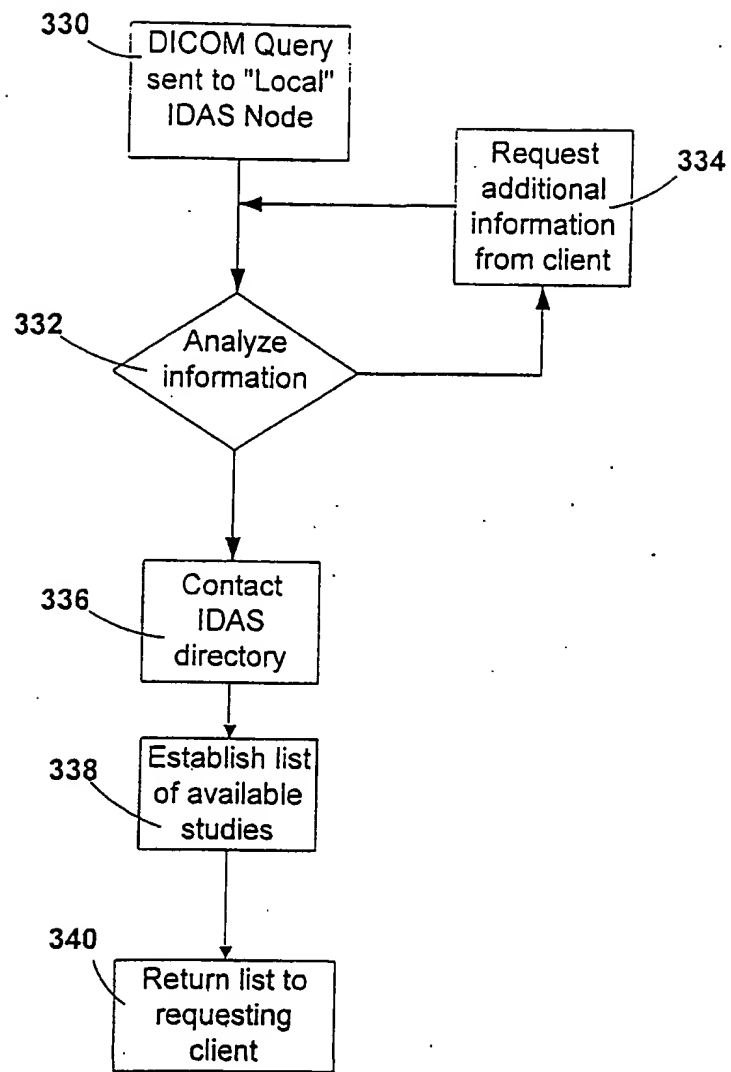 330
DICOM Query
sent to "Local"
IDAS Node
Request
additional
information
from client
334
332
Analyze
information
336
Contact
IDAS
directory
338
Establish list
of available
studies
340
Return list to
requesting
client